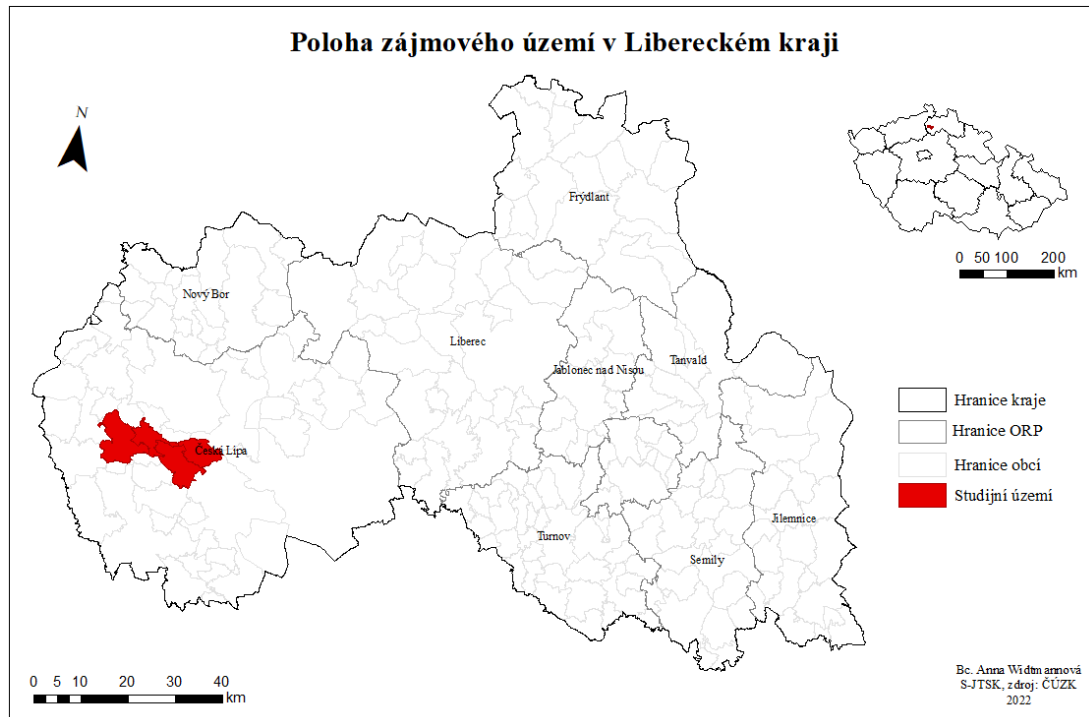 Poloha zájmového území v Libereckém kraji
N
Frýdlant
0 50 100 200
km
Nový Bor
Liberec
Jablonec nad Nisou
Tanvald
Hranice kraje
Hranice ORP
Česká Lípa
Hranice obcí
Studijní území
Jilemnice
Turnov
Semily
Bc. Anna Widtmannová
S-JTSK, zdroj: ČÚZK
2022
0 5 10 20 30 40
km